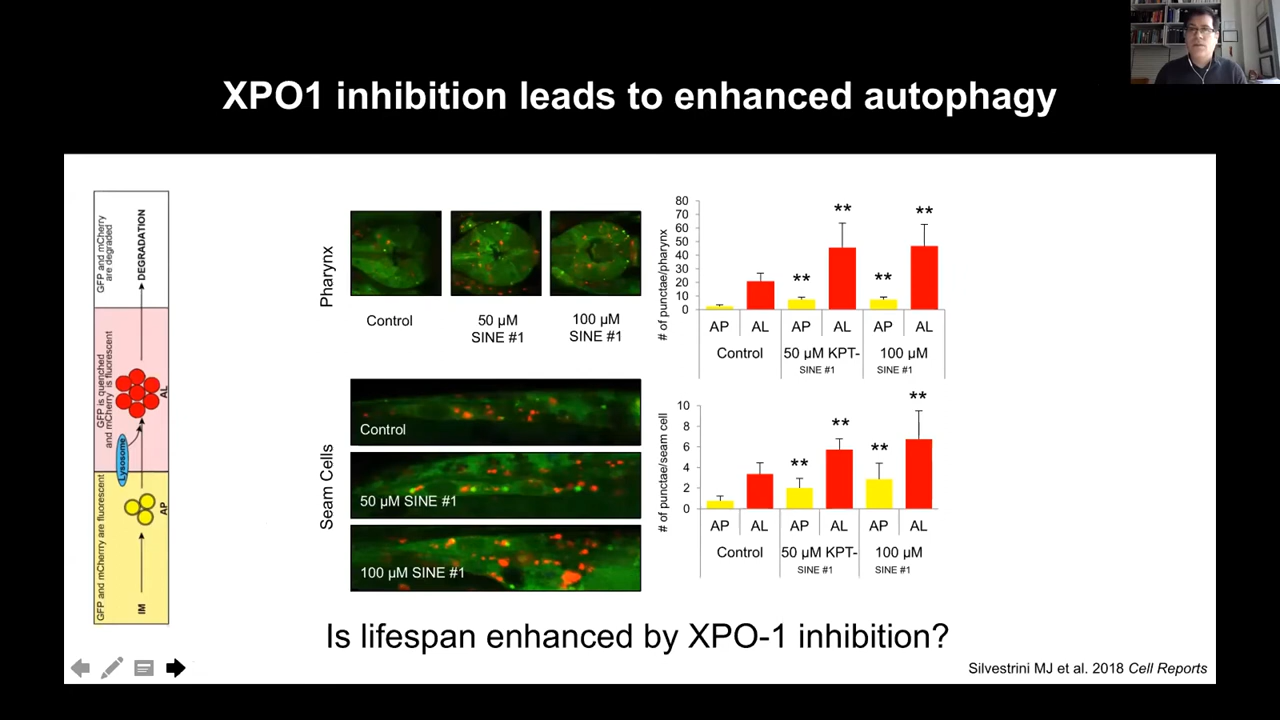 XPO1 inhibition leads to enhanced autophagy
GFP and mCherry
are degraded
DEGRADATION
GFP is quenched
and mCherry is fluorescent
AL
Lysosome
GFP and mCherrry are fluorescent
AP
IM
Pharynx
Control
50 µM
SINE #1
100 µM
SINE #1
Seam Cells
Control
50 µM SINE #1
100 µM SINE #1
# of punctae/pharynx
80
70
60
50
40
30
20
10
0
** ** ** **
AP AL AP AL AP AL
Control 50 µM KPT- 100 µM
SINE #1 SINE #1
# of punctae/seam cell
10
8
6
4
2
0
** ** ** **
AP AL AP AL AP AL
Control 50 µM KPT- 100 µM
SINE #1 SINE #1
Is lifespan enhanced by XPO-1 inhibition?
Silvestrini MJ et al. 2018 Cell Reports